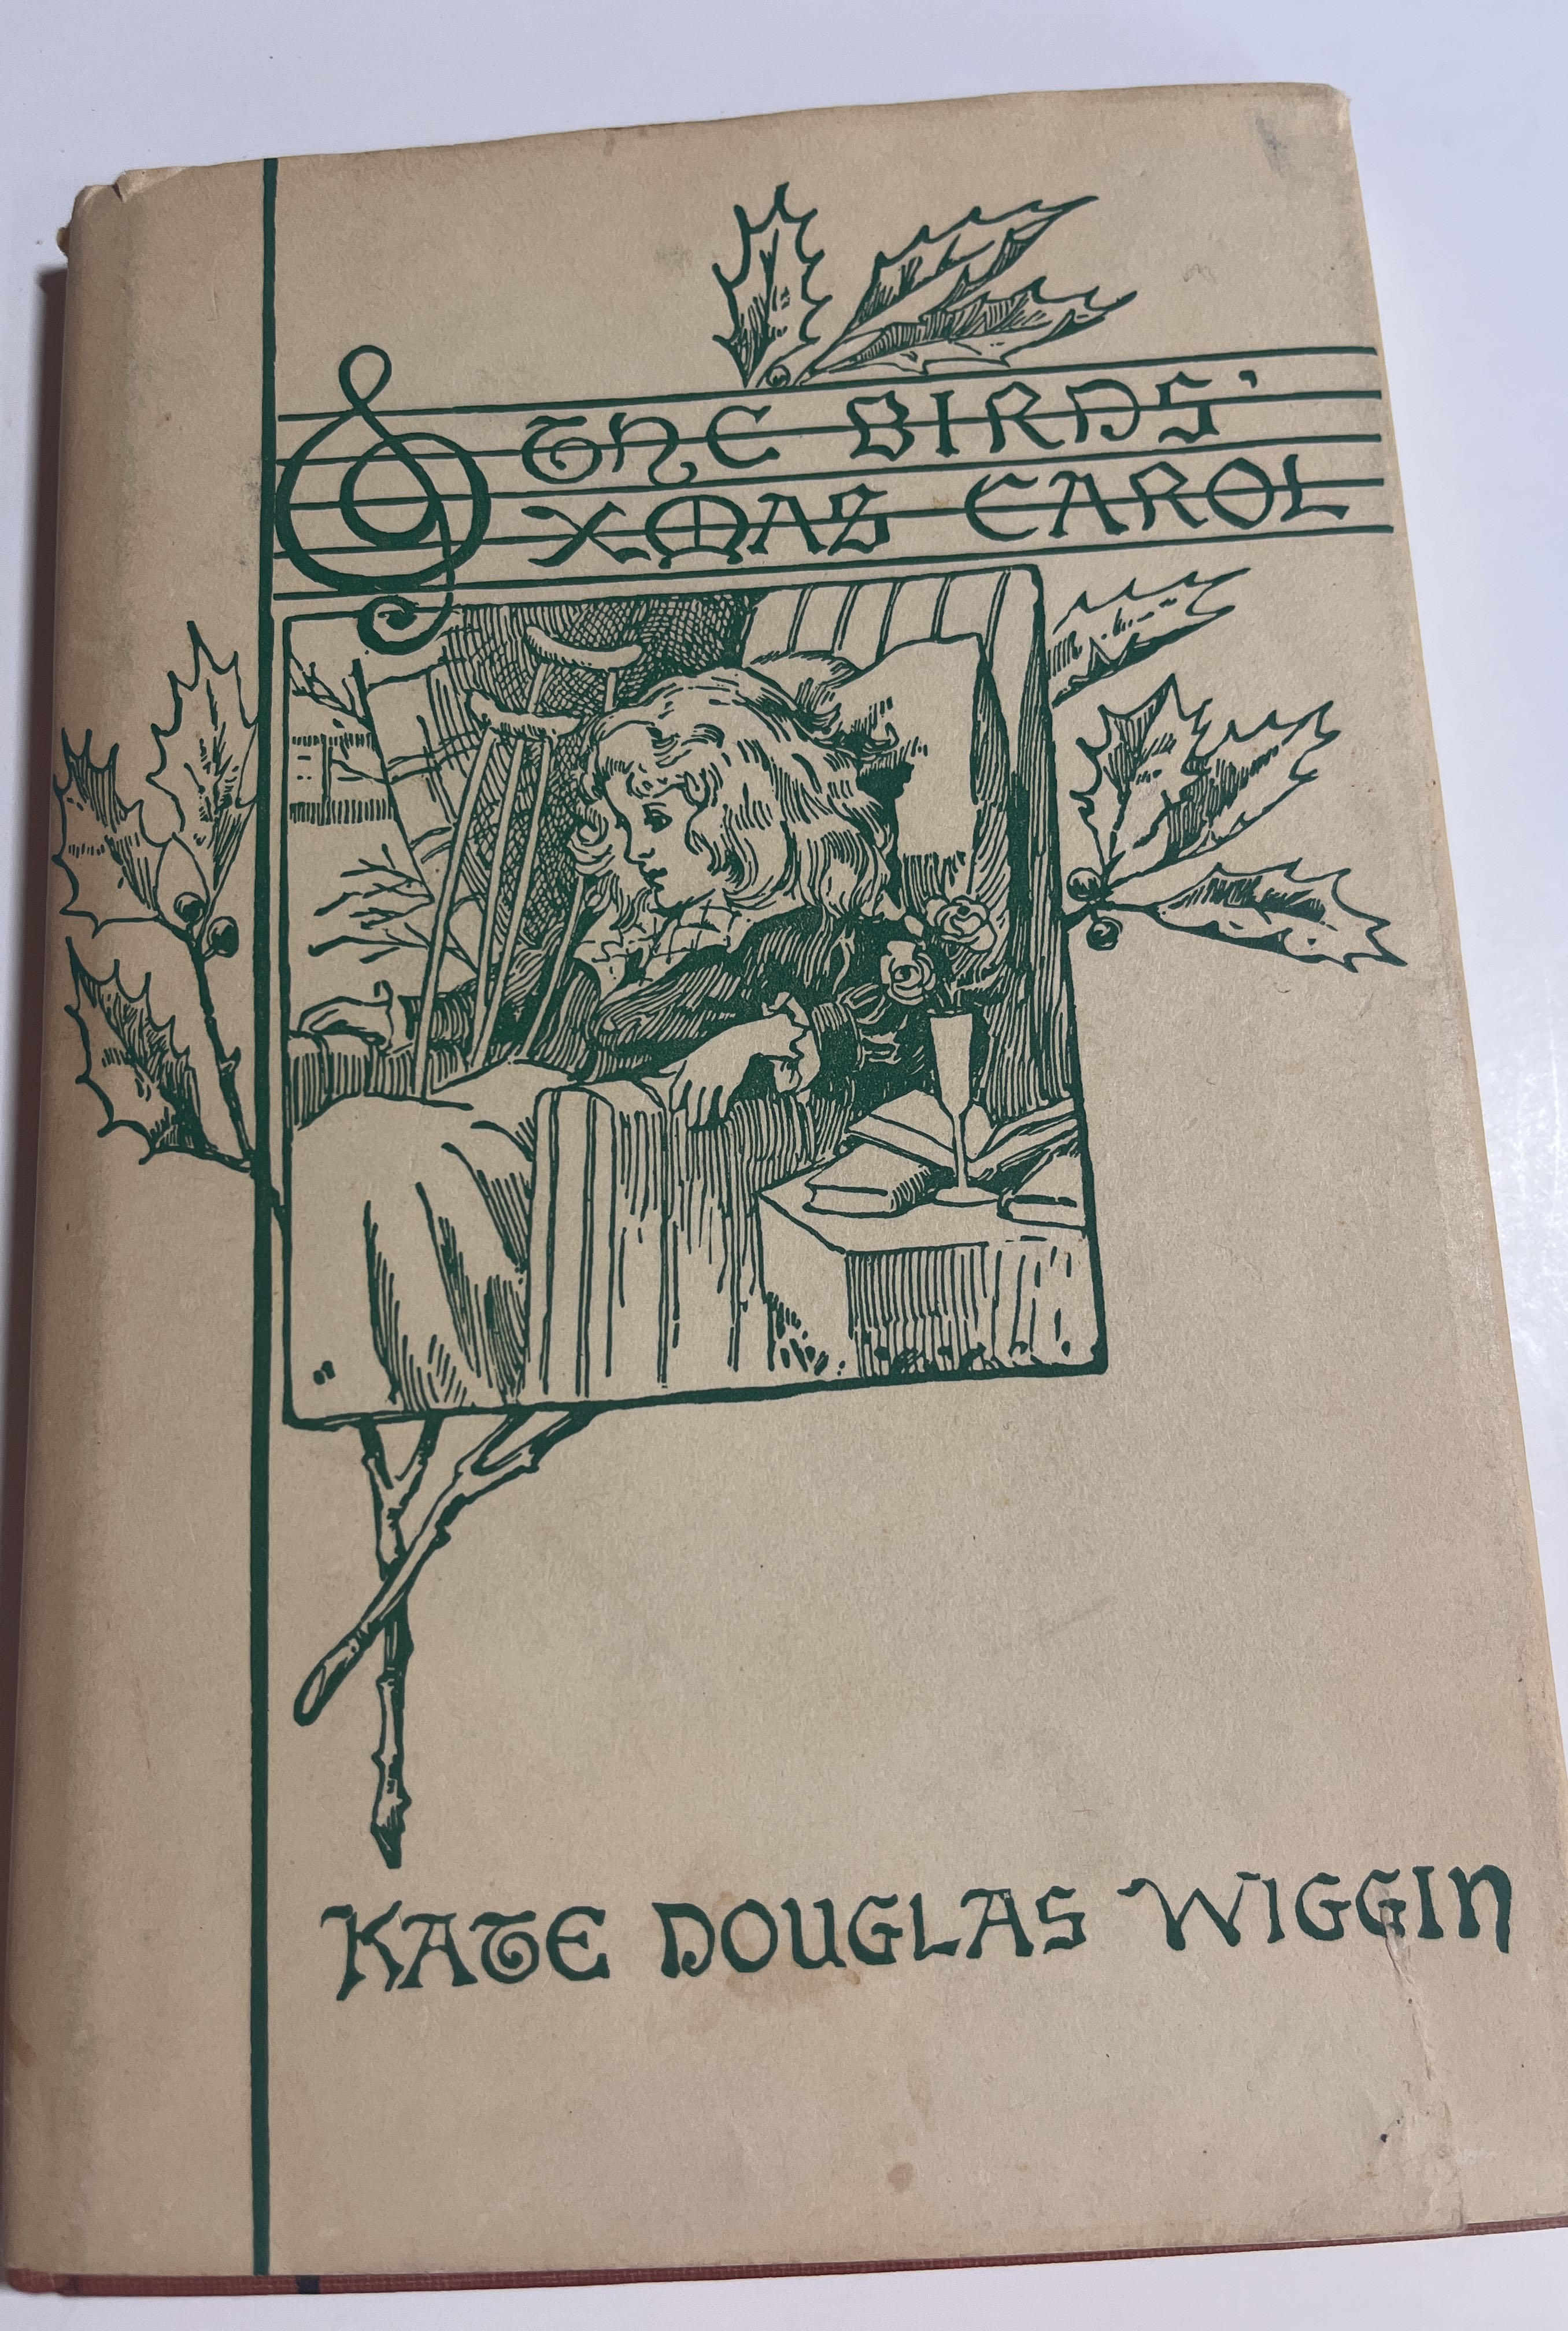 THE BIRDS'
XMAS CAROL
KATE DOUGLAS WIGGIN